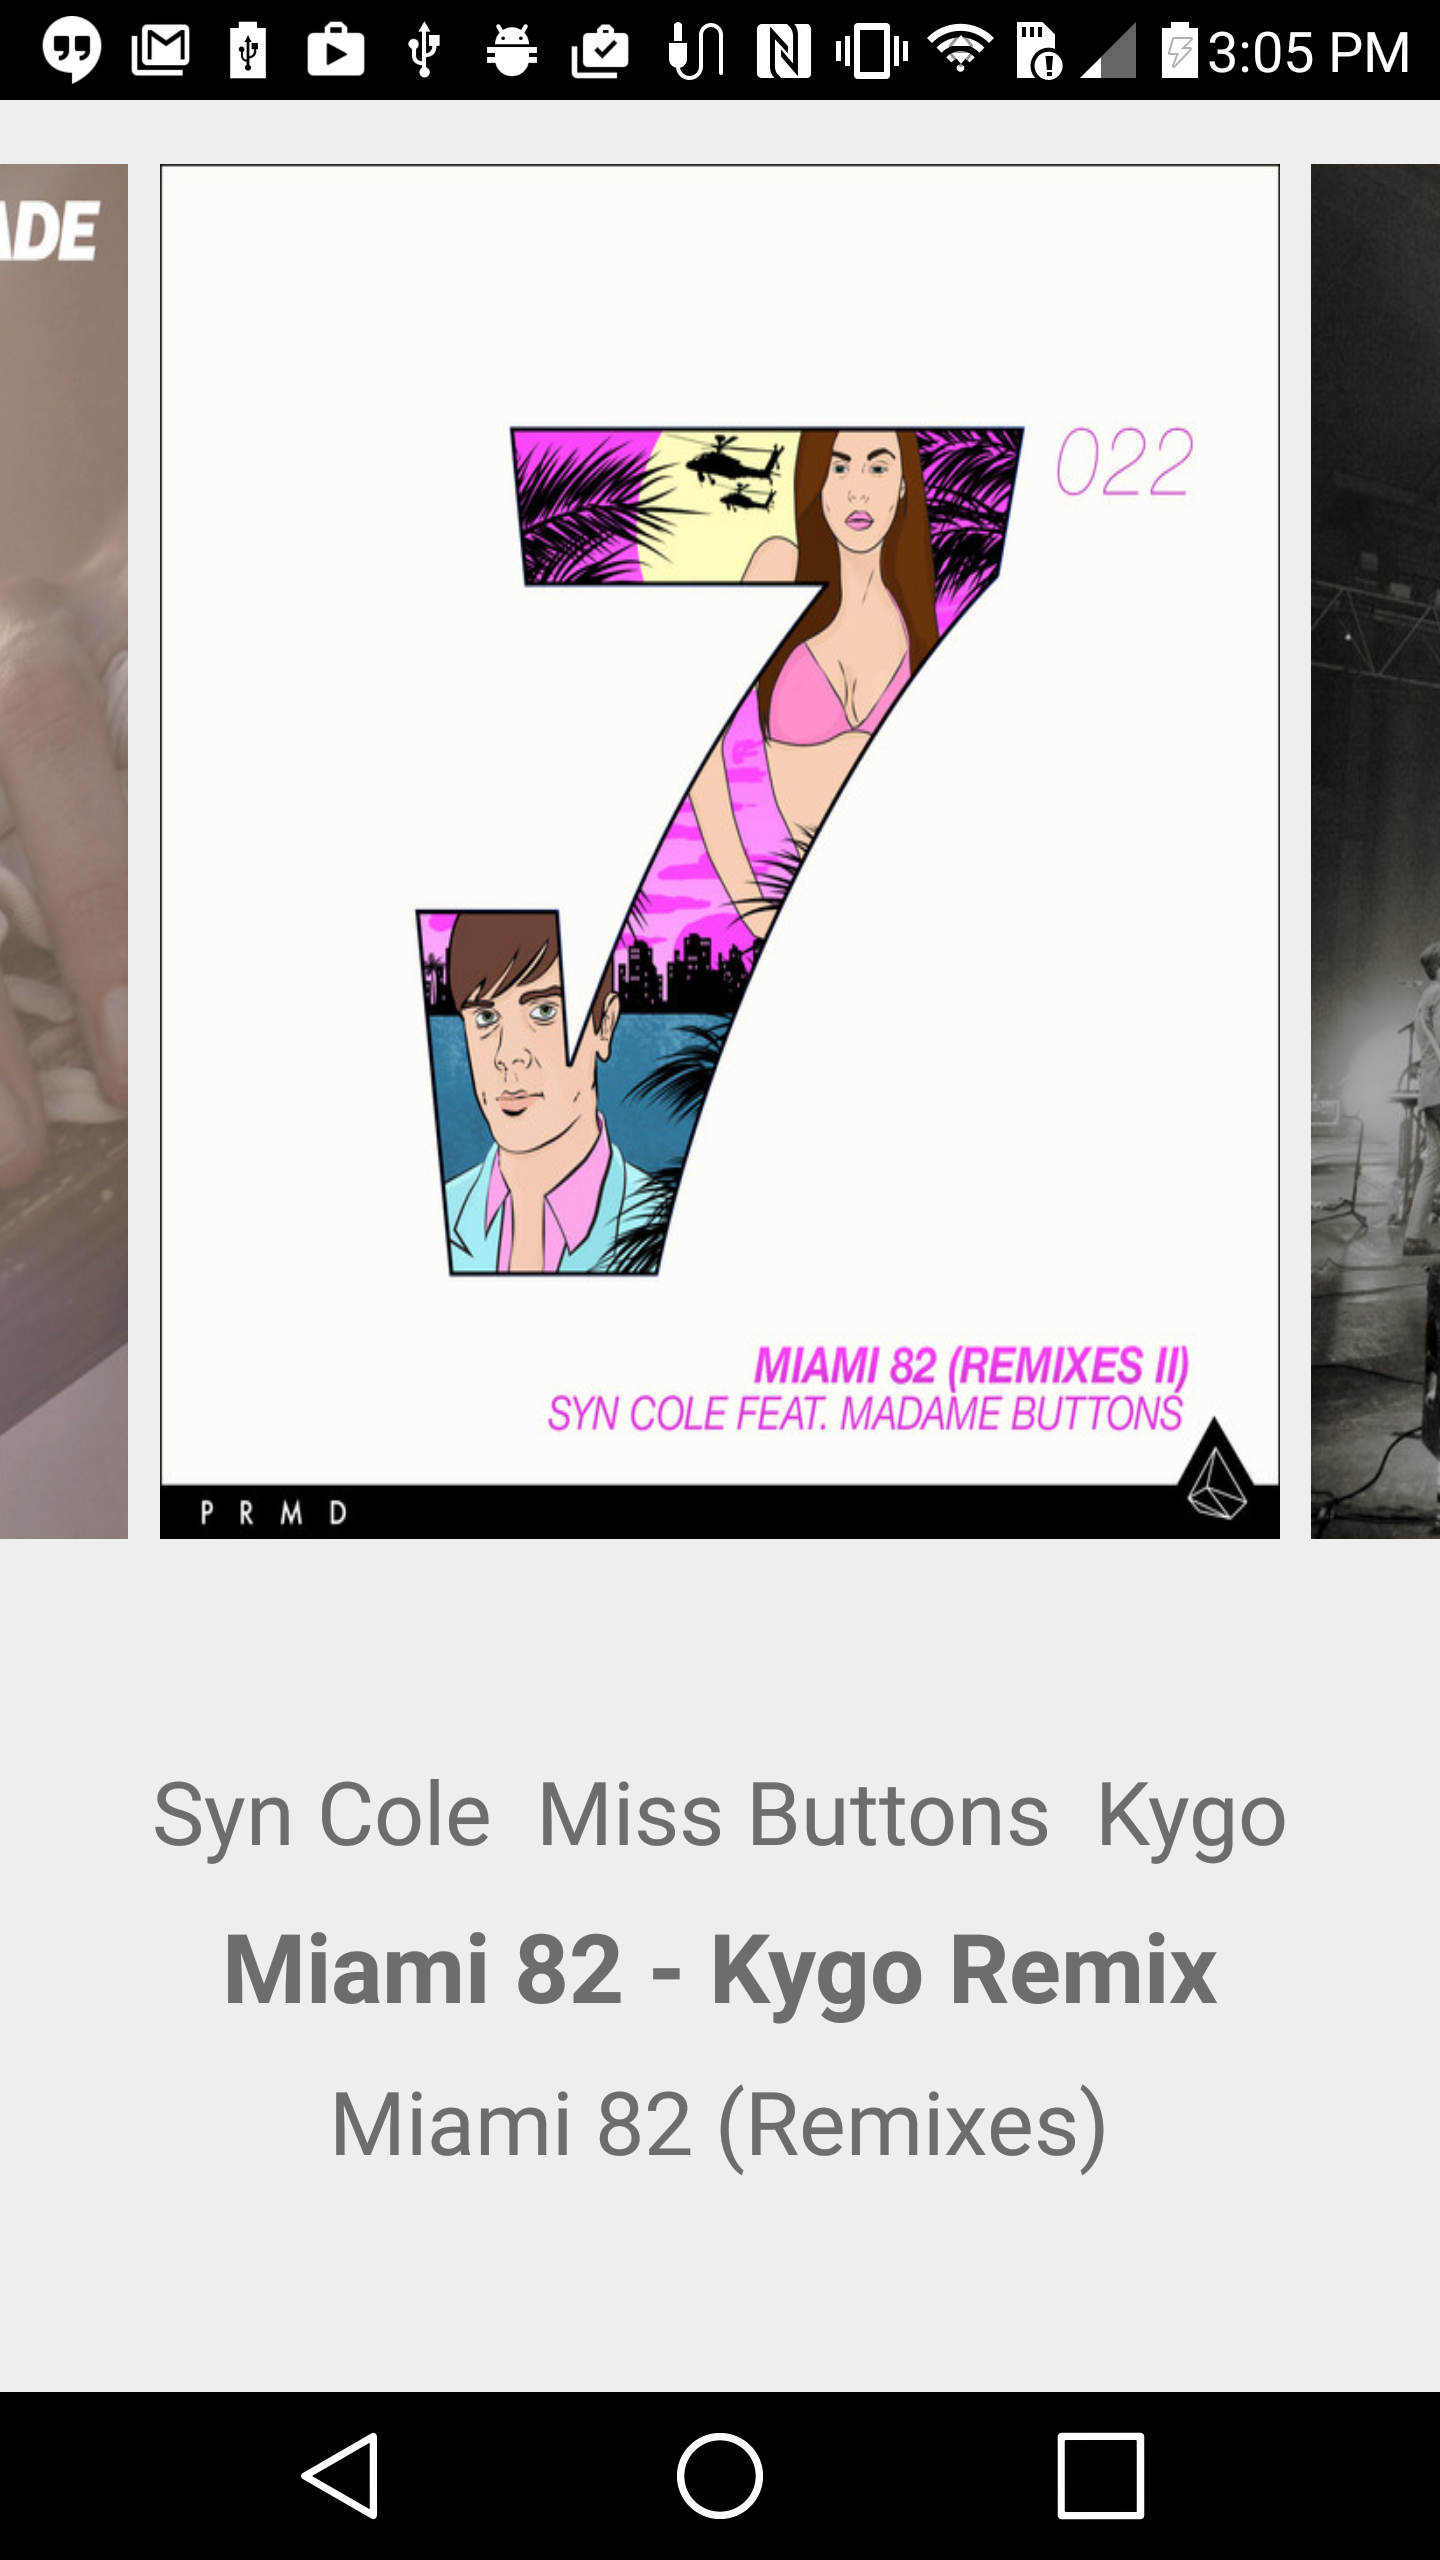 3:05 PM
ADE
022
MIAMI 82 (REMIXES II)
SYN COLE FEAT. MADAME BUTTONS
PRMD
Syn Cole Miss Buttons Kygo
Miami 82 - Kygo Remix
Miami 82 (Remixes)